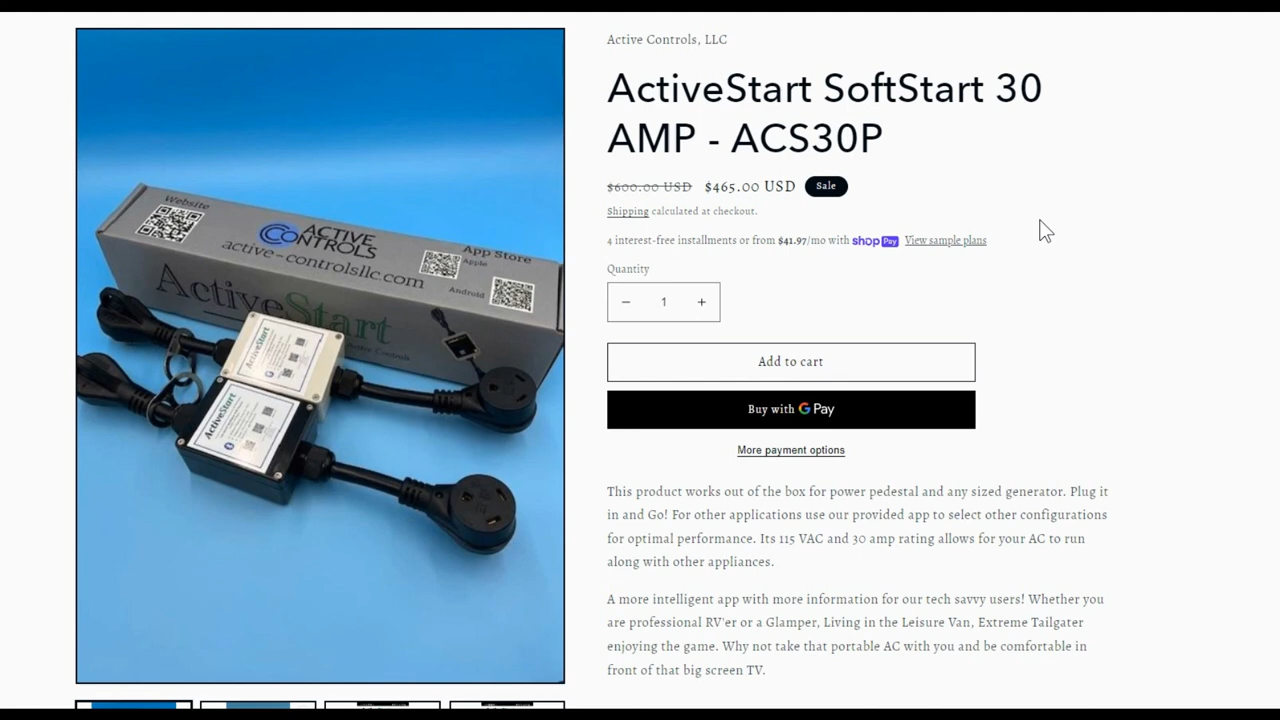 Active Controls, LLC
ActiveStart SoftStart 30
AMP - ACS30P
$600.00 USD $465.00 USD Sale
Shipping calculated at checkout.
4 interest-free installments or from $41.97/mo with shop Pay View sample plans
Quantity
− 1 +
Add to cart
Buy with G Pay
More payment options
This product works out of the box for power pedestal and any sized generator. Plug it
in and Go! For other applications use our provided app to select other configurations
for optimal performance. Its 115 VAC and 30 amp rating allows for your AC to run
along with other appliances.
A more intelligent app with more information for our tech savvy users! Whether you
are professional RV'er or a Glamper, Living in the Leisure Van, Extreme Tailgater
enjoying the game. Why not take that portable AC with you and be comfortable in
front of that big screen TV.
Website
ACTIVE
CONTROLS
active-controlsllc.com
App Store
Apple
Android
ActiveStart
Controls
ActiveStart
ActiveStart